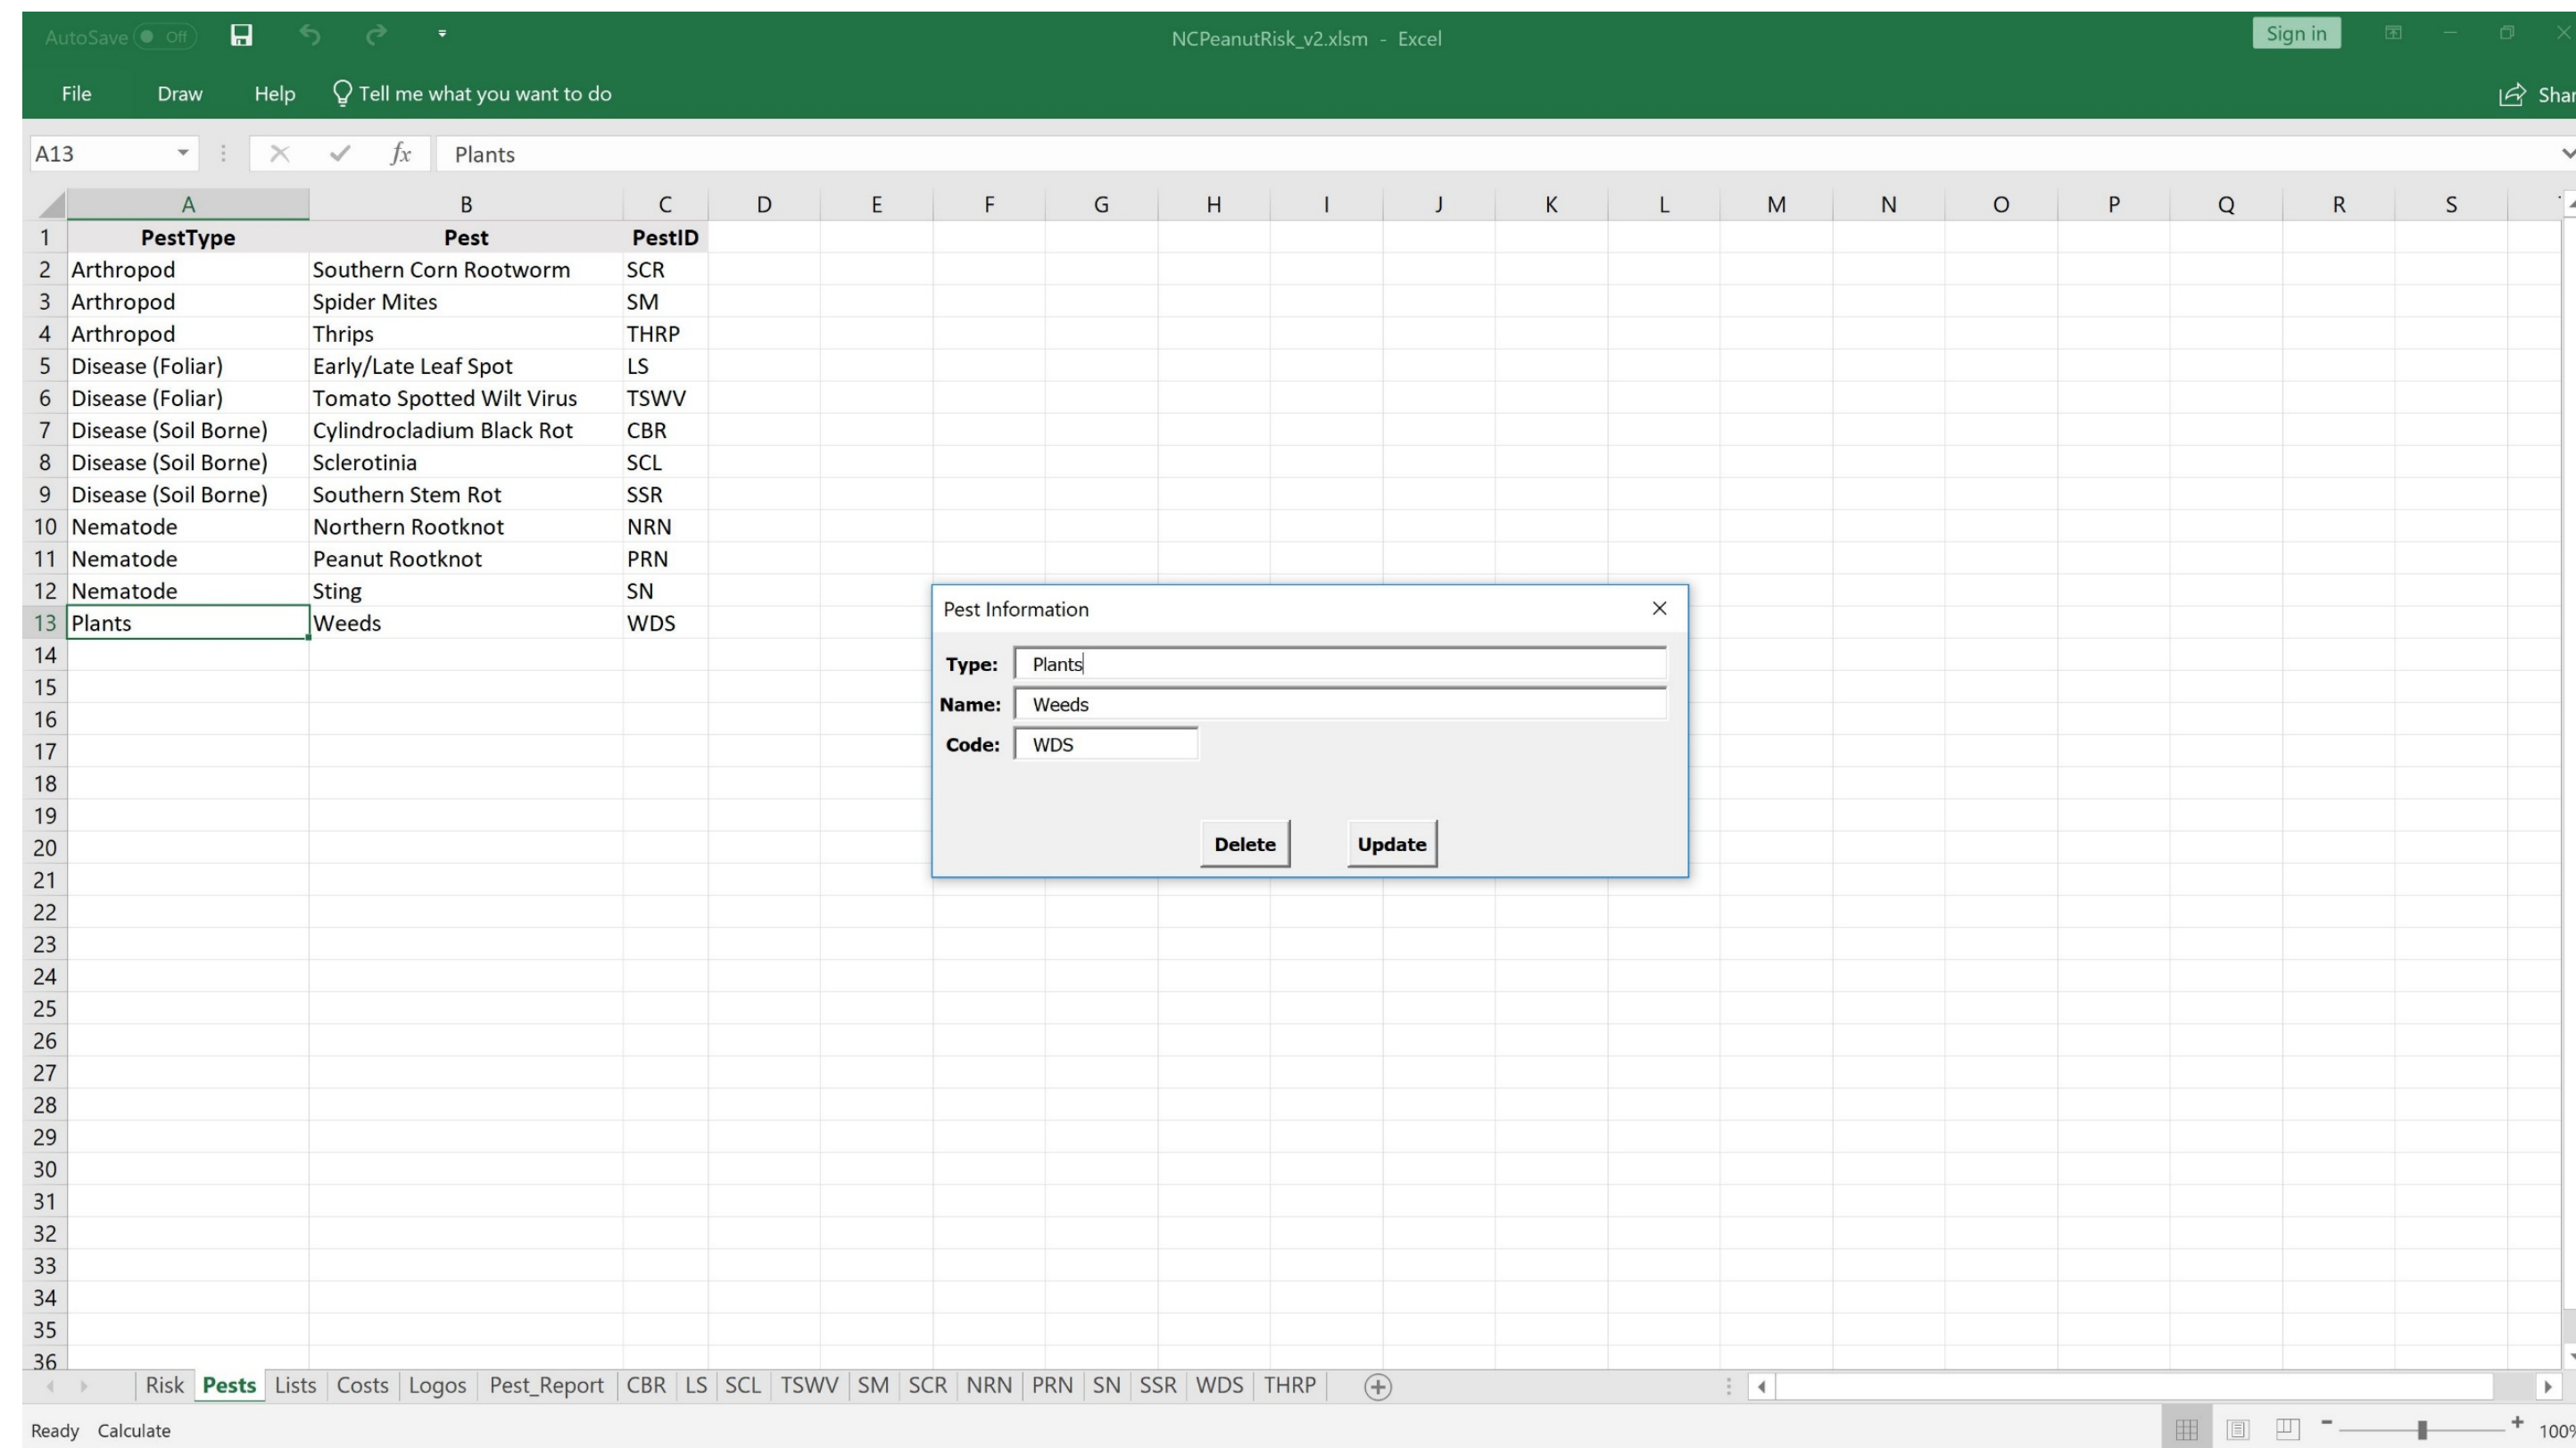 AutoSave Off NCPeanutRisk_v2.xlsm - Excel Sign in
File Draw Help Tell me what you want to do Shar
A13 fx Plants
A B C D E F G H I J K L M N O P Q R S
1 PestType Pest PestID
2 Arthropod Southern Corn Rootworm SCR
3 Arthropod Spider Mites SM
4 Arthropod Thrips THRP
5 Disease (Foliar) Early/Late Leaf Spot LS
6 Disease (Foliar) Tomato Spotted Wilt Virus TSWV
7 Disease (Soil Borne) Cylindrocladium Black Rot CBR
8 Disease (Soil Borne) Sclerotinia SCL
9 Disease (Soil Borne) Southern Stem Rot SSR
10 Nematode Northern Rootknot NRN
11 Nematode Peanut Rootknot PRN
12 Nematode Sting SN
13 Plants Weeds WDS
Pest Information
Type: Plants
Name: Weeds
Code: WDS
Delete Update
14
15
16
17
18
19
20
21
22
23
24
25
26
27
28
29
30
31
32
33
34
35
36
Risk Pests Lists Costs Logos Pest_Report CBR LS SCL TSWV SM SCR NRN PRN SN SSR WDS THRP
Ready Calculate 100%